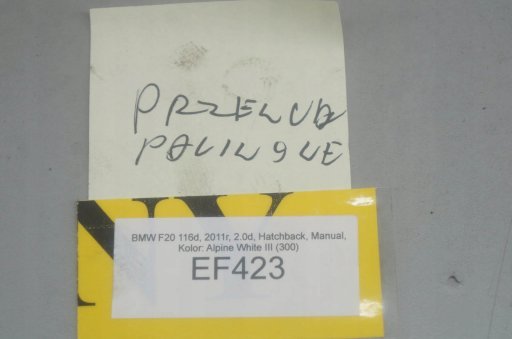 PRZEWÓD
PALIWOWE
BMW F20 116d, 2011r, 2.0d, Hatchback, Manual,
Kolor: Alpine White III (300)
EF423